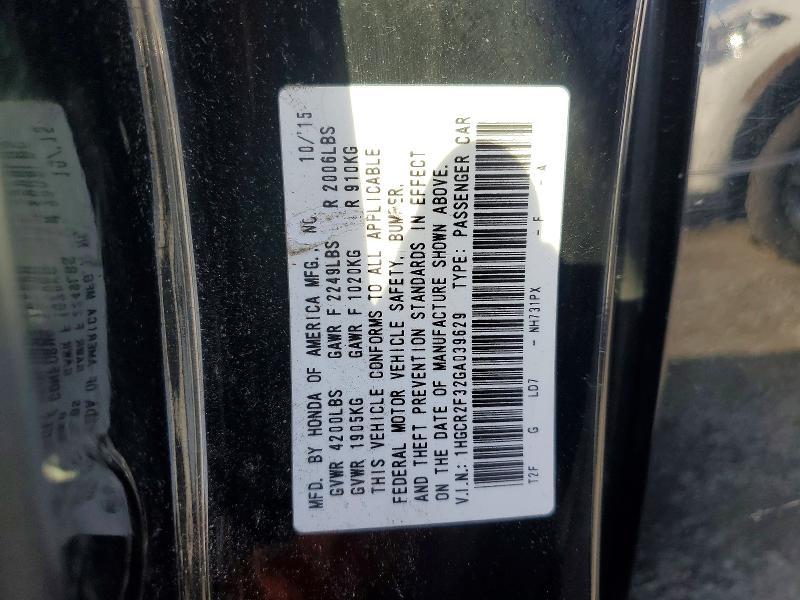 MFD. BY HONDA OF AMERICA MFG., INC. 10/'15
GVWR 4200LBS GAWR F 2249LBS R 2006LBS
GVWR 1905KG GAWR F 1020KG R 910KG
THIS VEHICLE CONFORMS TO ALL APPLICABLE
FEDERAL MOTOR VEHICLE SAFETY, BUMPER,
AND THEFT PREVENTION STANDARDS IN EFFECT
ON THE DATE OF MANUFACTURE SHOWN ABOVE.
V.I.N.: 1HGCR2F32GA039629 TYPE: PASSENGER CAR
T2F G LD7 - NH731PX - F - A